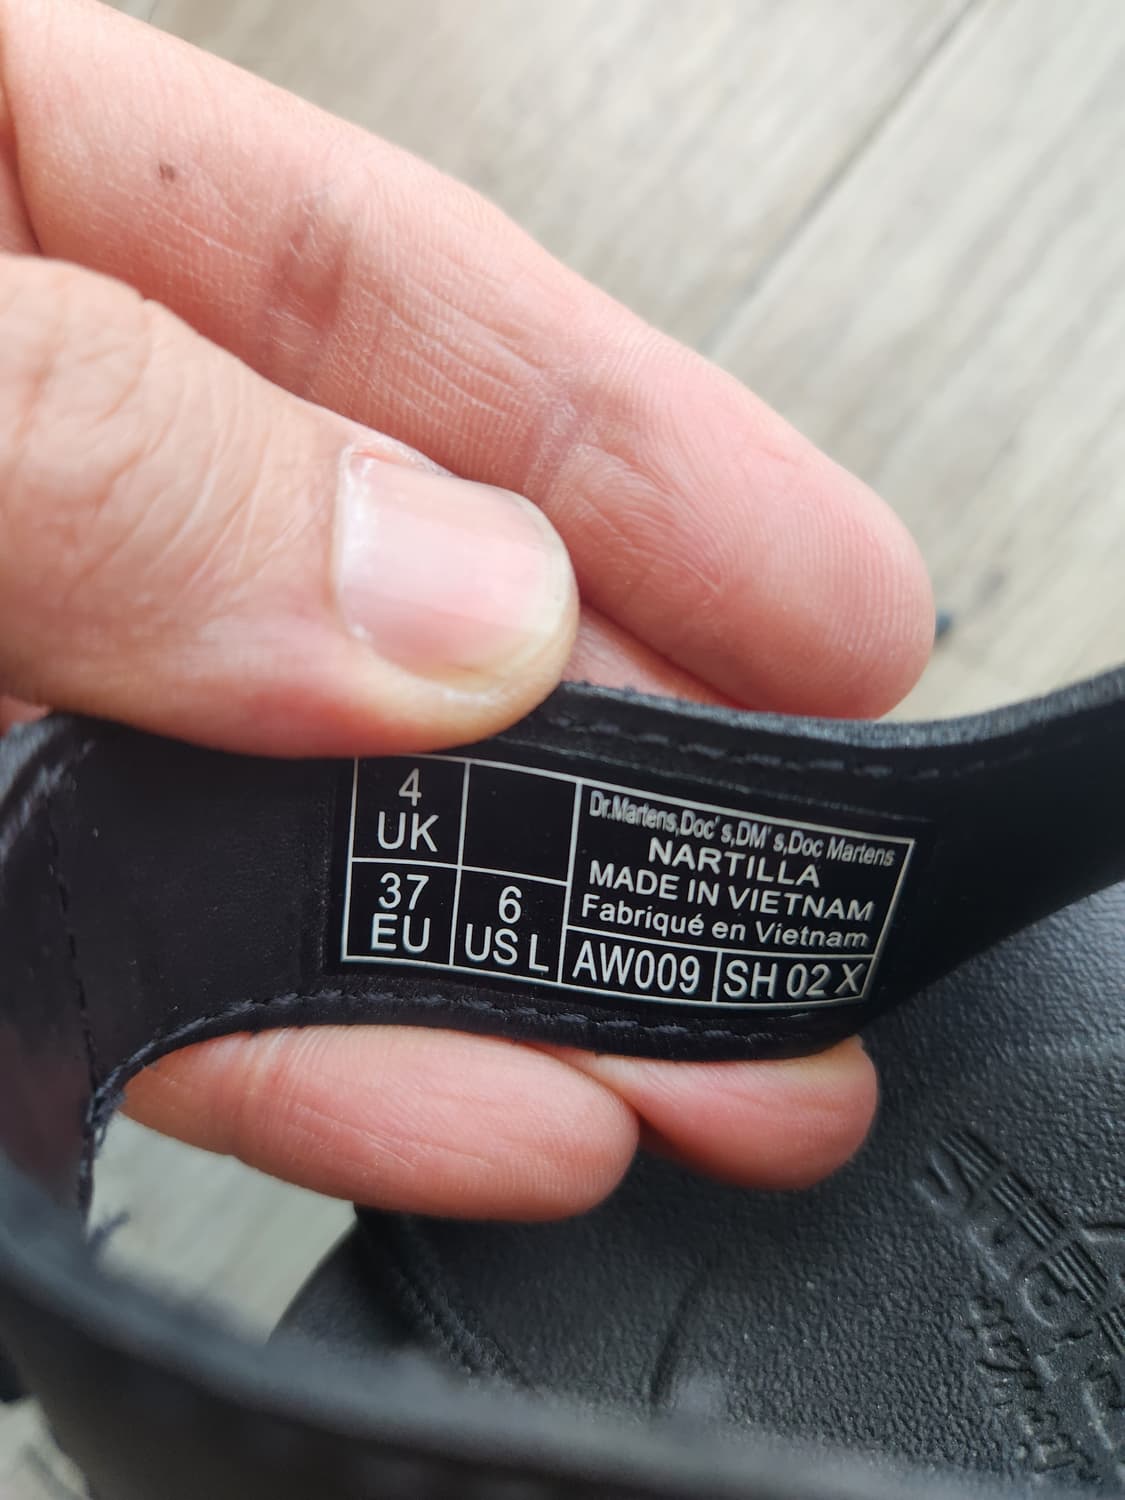 4
UK
37
EU
6
US L
Dr.Martens,Doc's,DM's,Doc Martens
NARTILLA
MADE IN VIETNAM
Fabriqué en Vietnam
AW009
SH 02 X